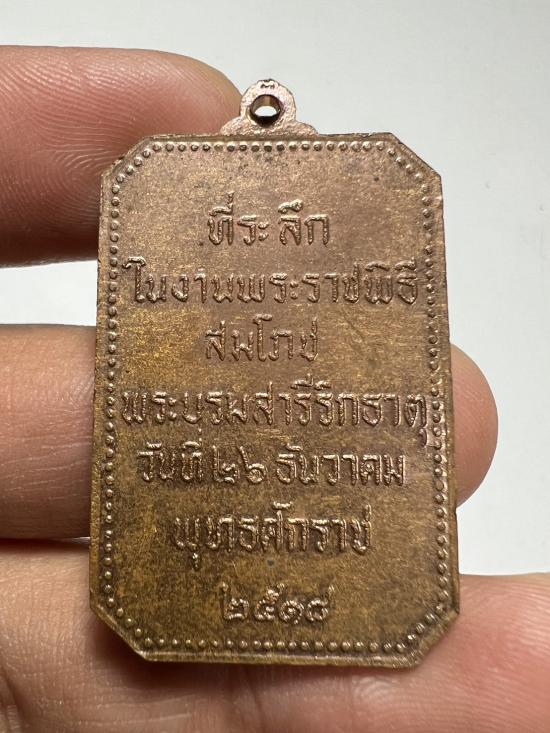 ที่ระลึก
ในงานพระราชพิธี
สมโภช
พระบรมสารีริกธาตุ
วันที่ ๒๖ ธันวาคม
พุทธศักราช
๒๕๑๘